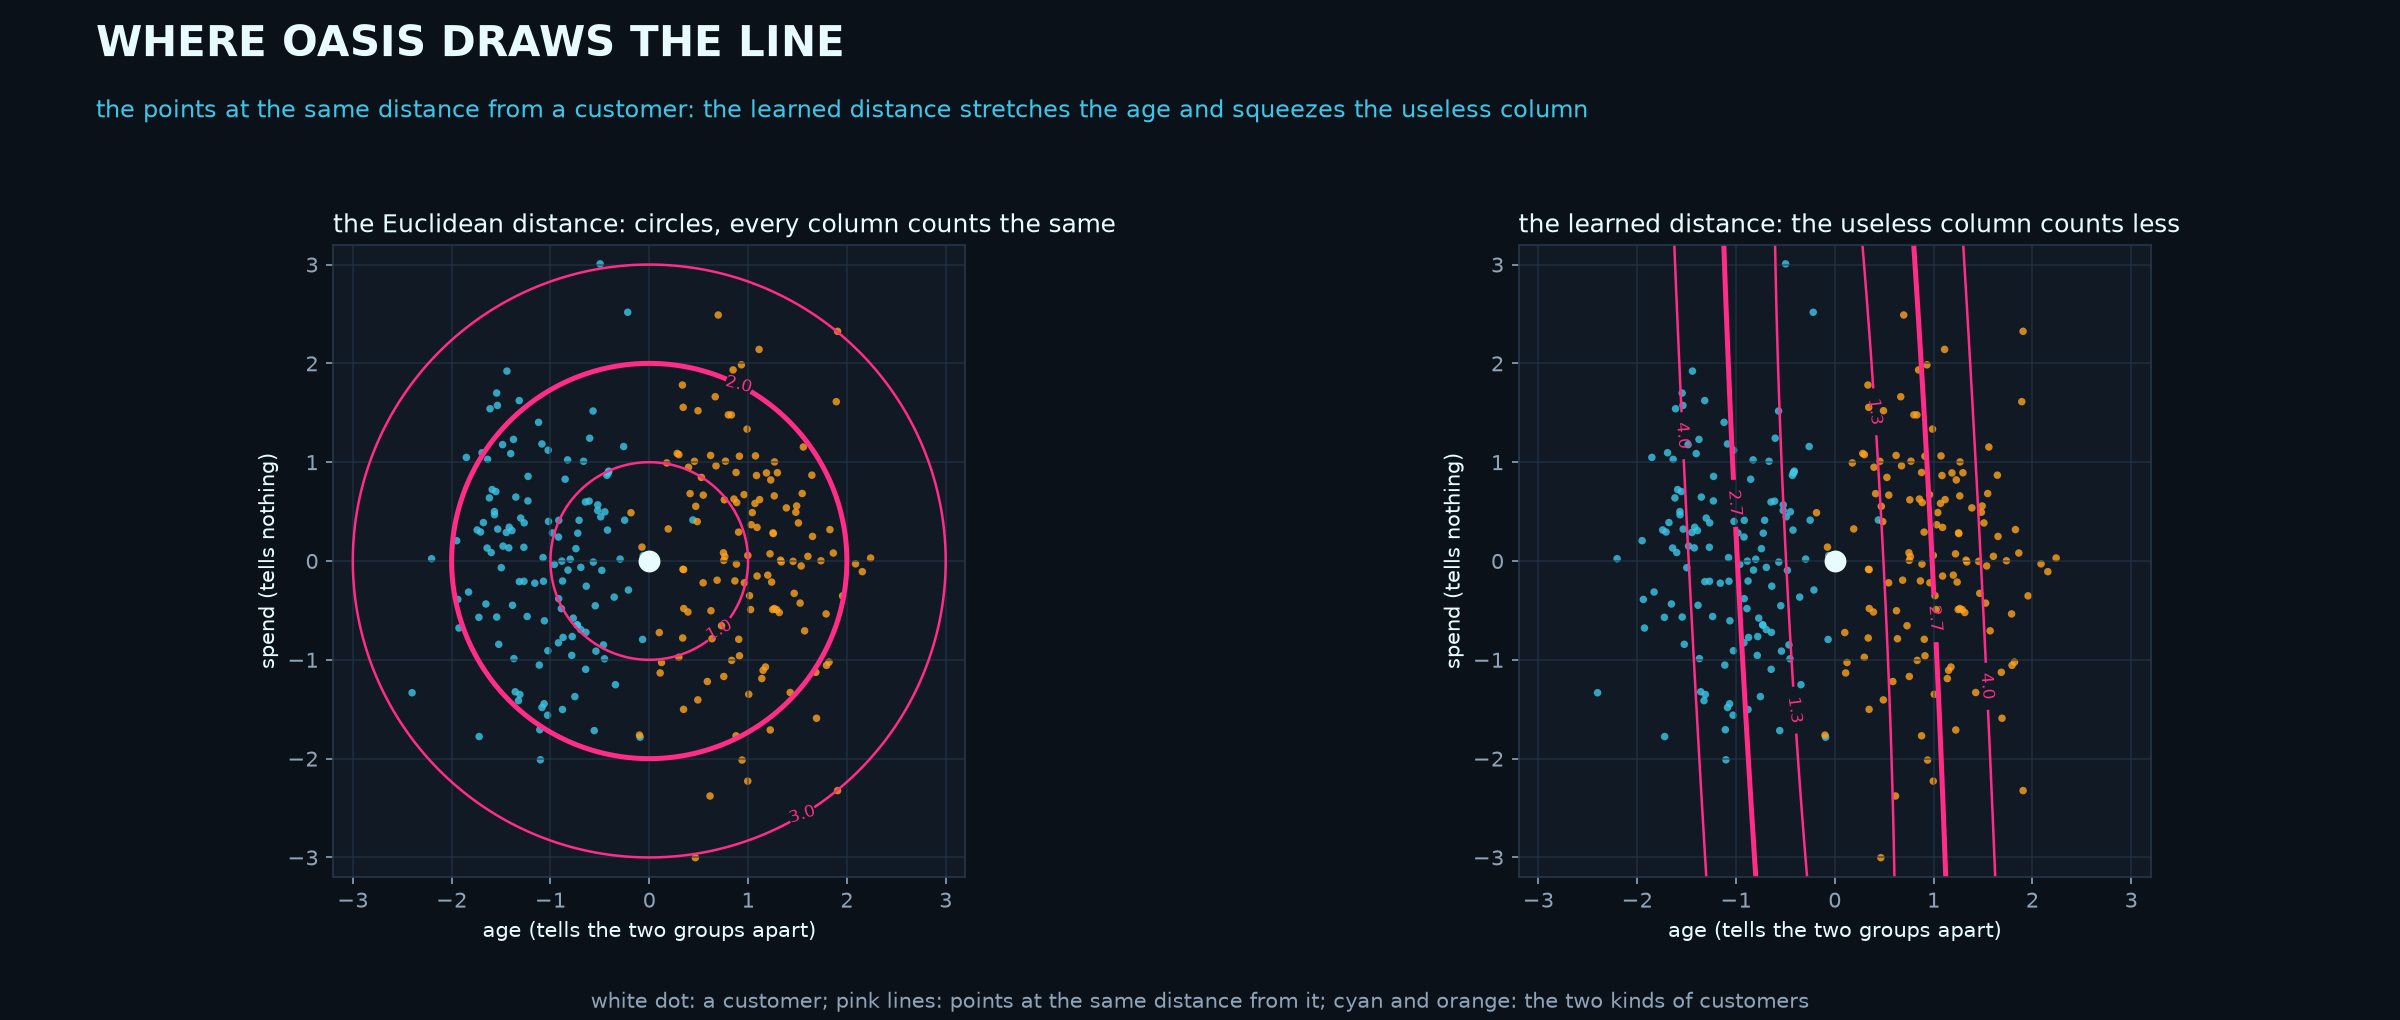 WHERE OASIS DRAWS THE LINE
the points at the same distance from a customer: the learned distance stretches the age and squeezes the useless column
the Euclidean distance: circles, every column counts the same
3
2
1
0
−1
−2
−3
spend (tells nothing)
2.0
1.0
3.0
−3 −2 −1 0 1 2 3
age (tells the two groups apart)
the learned distance: the useless column counts less
3
2
1
0
−1
−2
−3
spend (tells nothing)
4.0
2.7
1.3
1.3
2.7
4.0
−3 −2 −1 0 1 2 3
age (tells the two groups apart)
white dot: a customer; pink lines: points at the same distance from it; cyan and orange: the two kinds of customers